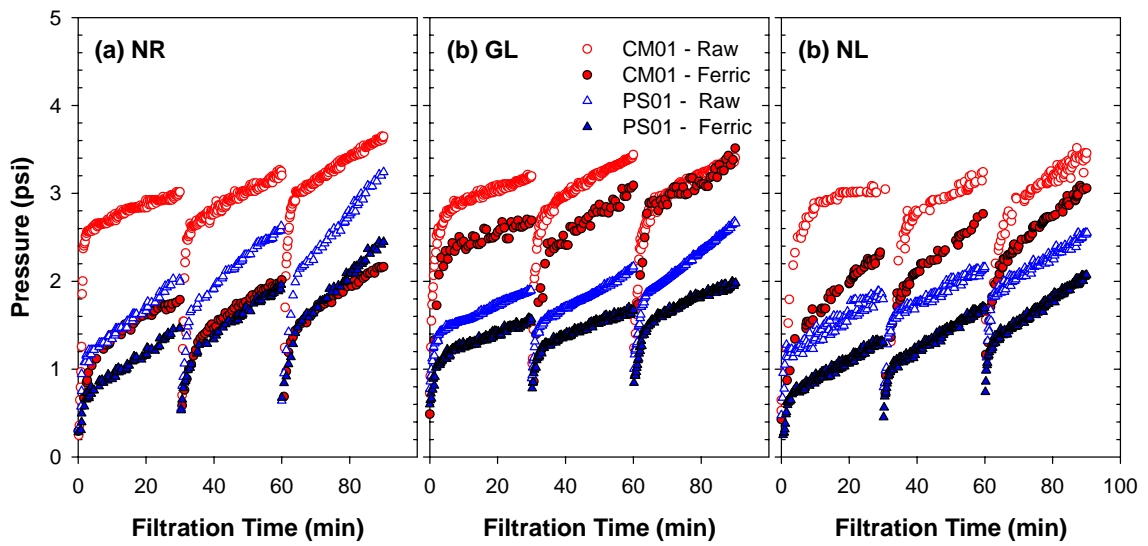 5
4
3
2
1
0
Pressure (psi)
(a) NR
(b) GL
(b) NL
CM01 - Raw
CM01 - Ferric
PS01 -  Raw
PS01 -  Ferric
0 20 40 60 80
0 20 40 60 80
0 20 40 60 80 100
Filtration Time (min)
Filtration Time (min)
Filtration Time (min)